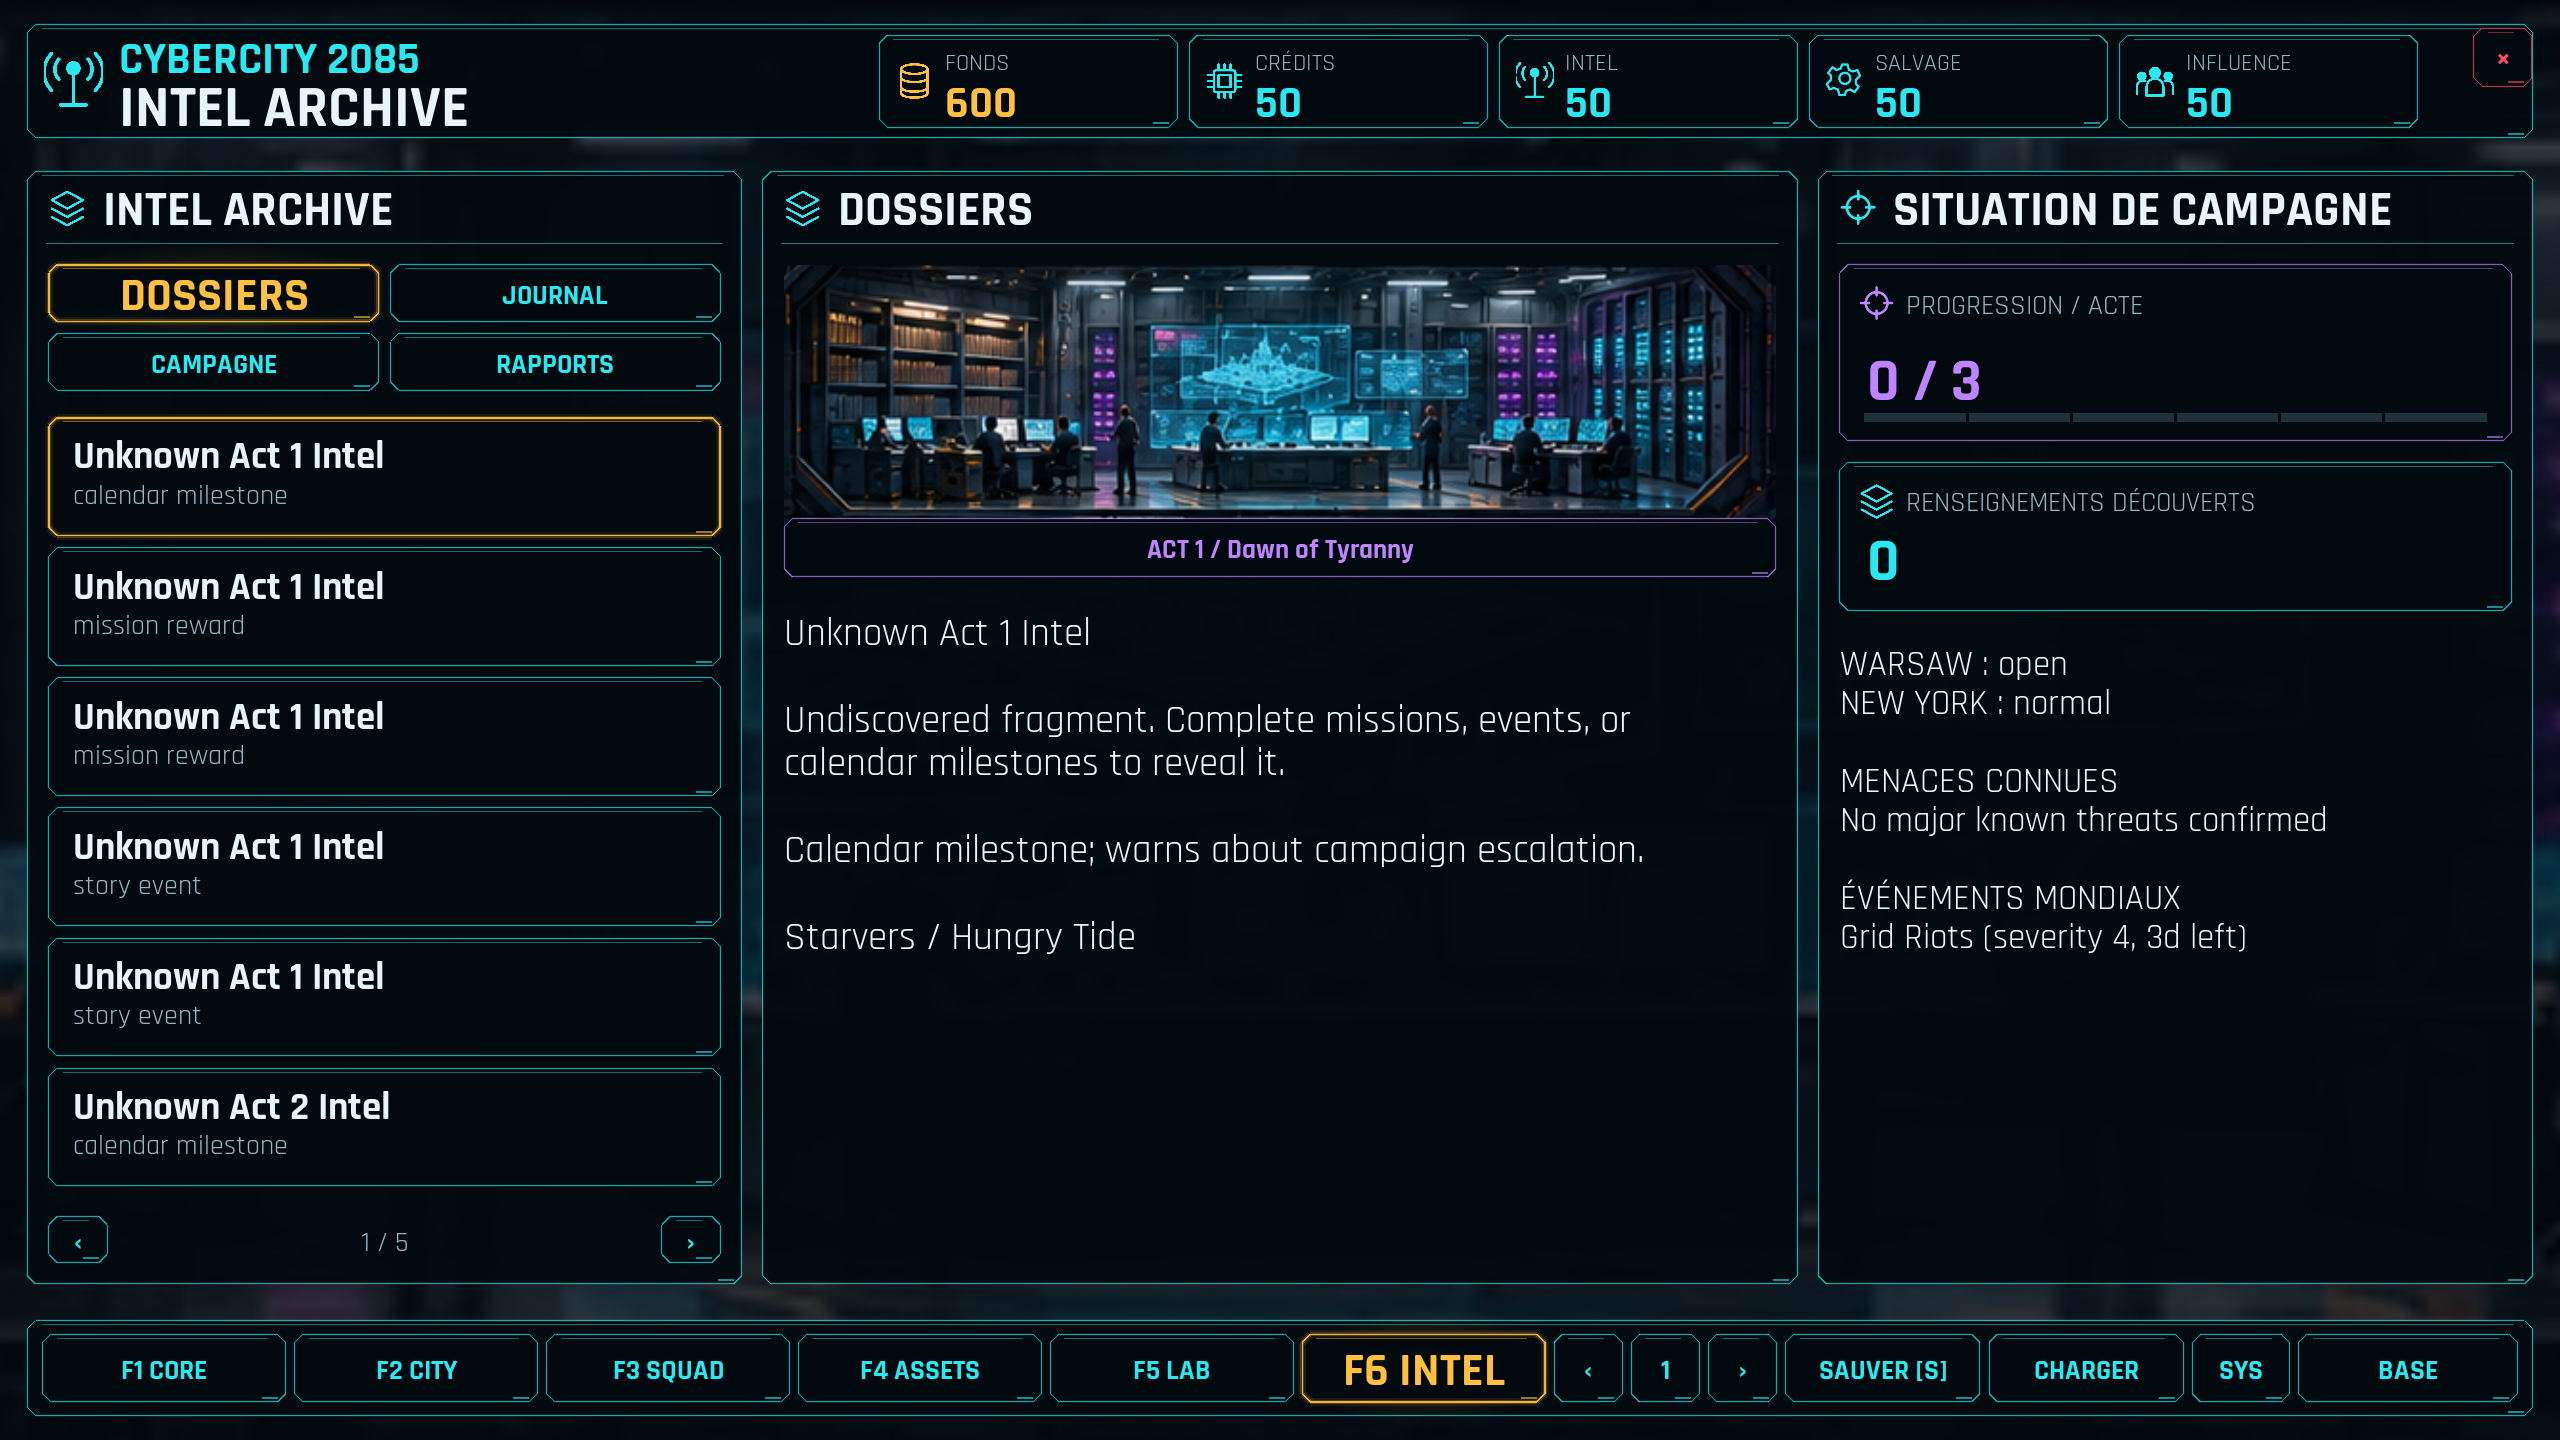 CYBERCITY 2085
INTEL ARCHIVE
FONDS
600
CRÉDITS
50
INTEL
50
SALVAGE
50
INFLUENCE
50
×
INTEL ARCHIVE
DOSSIERS
JOURNAL
CAMPAGNE
RAPPORTS
Unknown Act 1 Intel
calendar milestone
Unknown Act 1 Intel
mission reward
Unknown Act 1 Intel
mission reward
Unknown Act 1 Intel
story event
Unknown Act 1 Intel
story event
Unknown Act 2 Intel
calendar milestone
‹
1 / 5
›
DOSSIERS
ACT 1 / Dawn of Tyranny
Unknown Act 1 Intel
Undiscovered fragment. Complete missions, events, or
calendar milestones to reveal it.
Calendar milestone; warns about campaign escalation.
Starvers / Hungry Tide
SITUATION DE CAMPAGNE
PROGRESSION / ACTE
0 / 3
RENSEIGNEMENTS DÉCOUVERTS
0
WARSAW : open
NEW YORK : normal
MENACES CONNUES
No major known threats confirmed
ÉVÉNEMENTS MONDIAUX
Grid Riots (severity 4, 3d left)
F1 CORE
F2 CITY
F3 SQUAD
F4 ASSETS
F5 LAB
F6 INTEL
‹
1
›
SAUVER [S]
CHARGER
SYS
BASE